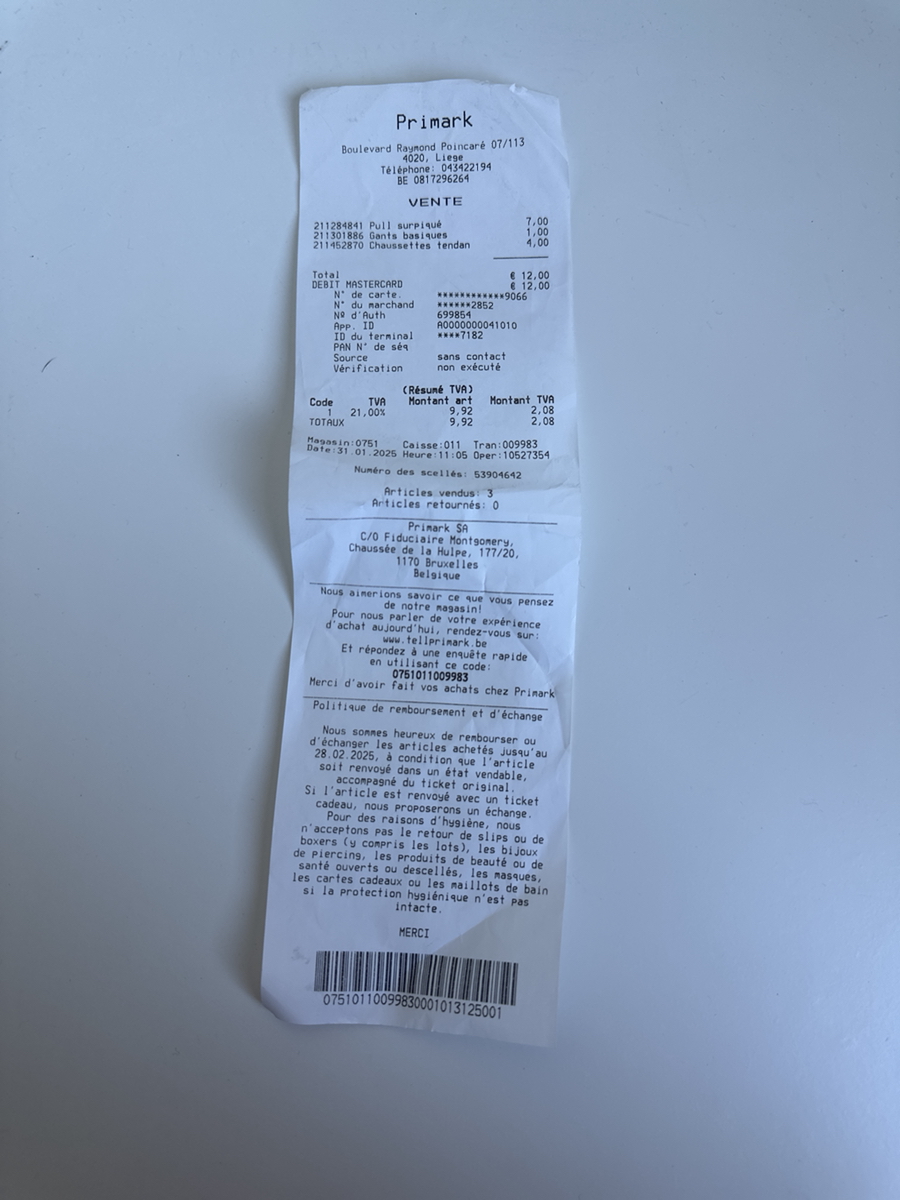 Primark
Boulevard Raymond Poincaré 07/113
4020, Liege
Téléphone: 043422194
BE 0817296264
VENTE
211284841 Pull surpiqué 7,00
211301886 Gants basiques 1,00
211452870 Chaussettes tendan 4,00
Total € 12,00
DEBIT MASTERCARD € 12,00
N° de carte. ************9066
N° du marchand ******2852
Nº d'Auth 699854
App. ID A0000000041010
ID du terminal ****7182
PAN N° de séq
Source sans contact
Vérification non exécuté
(Résumé TVA)
Code TVA Montant art Montant TVA
1 21,00% 9,92 2,08
TOTAUX 9,92 2,08
Magasin:0751 Caisse:011 Tran:009983
Date:31.01.2025 Heure:11:05 Oper:10527354
Numéro des scellés: 53904642
Articles vendus: 3
Articles retournés: 0
Primark SA
C/O Fiduciaire Montgomery,
Chaussée de la Hulpe, 177/20,
1170 Bruxelles
Belgique
Nous aimerions savoir ce que vous pensez
de notre magasin!
Pour nous parler de votre expérience
d'achat aujourd'hui, rendez-vous sur:
www.tellprimark.be
Et répondez à une enquête rapide
en utilisant ce code:
0751011009983
Merci d'avoir fait vos achats chez Primark
Politique de remboursement et d'échange
Nous sommes heureux de rembourser ou
d'échanger les articles achetés jusqu'au
28.02.2025, à condition que l'article
soit renvoyé dans un état vendable,
accompagné du ticket original.
Si l'article est renvoyé avec un ticket
cadeau, nous proposerons un échange.
Pour des raisons d'hygiène, nous
n'acceptons pas le retour de slips ou de
boxers (y compris les lots), les bijoux
de piercing, les produits de beauté ou de
santé ouverts ou descellés, les masques,
les cartes cadeaux ou les maillots de bain
si la protection hygiénique n'est pas
intacte.
MERCI
07510110099830001013125001